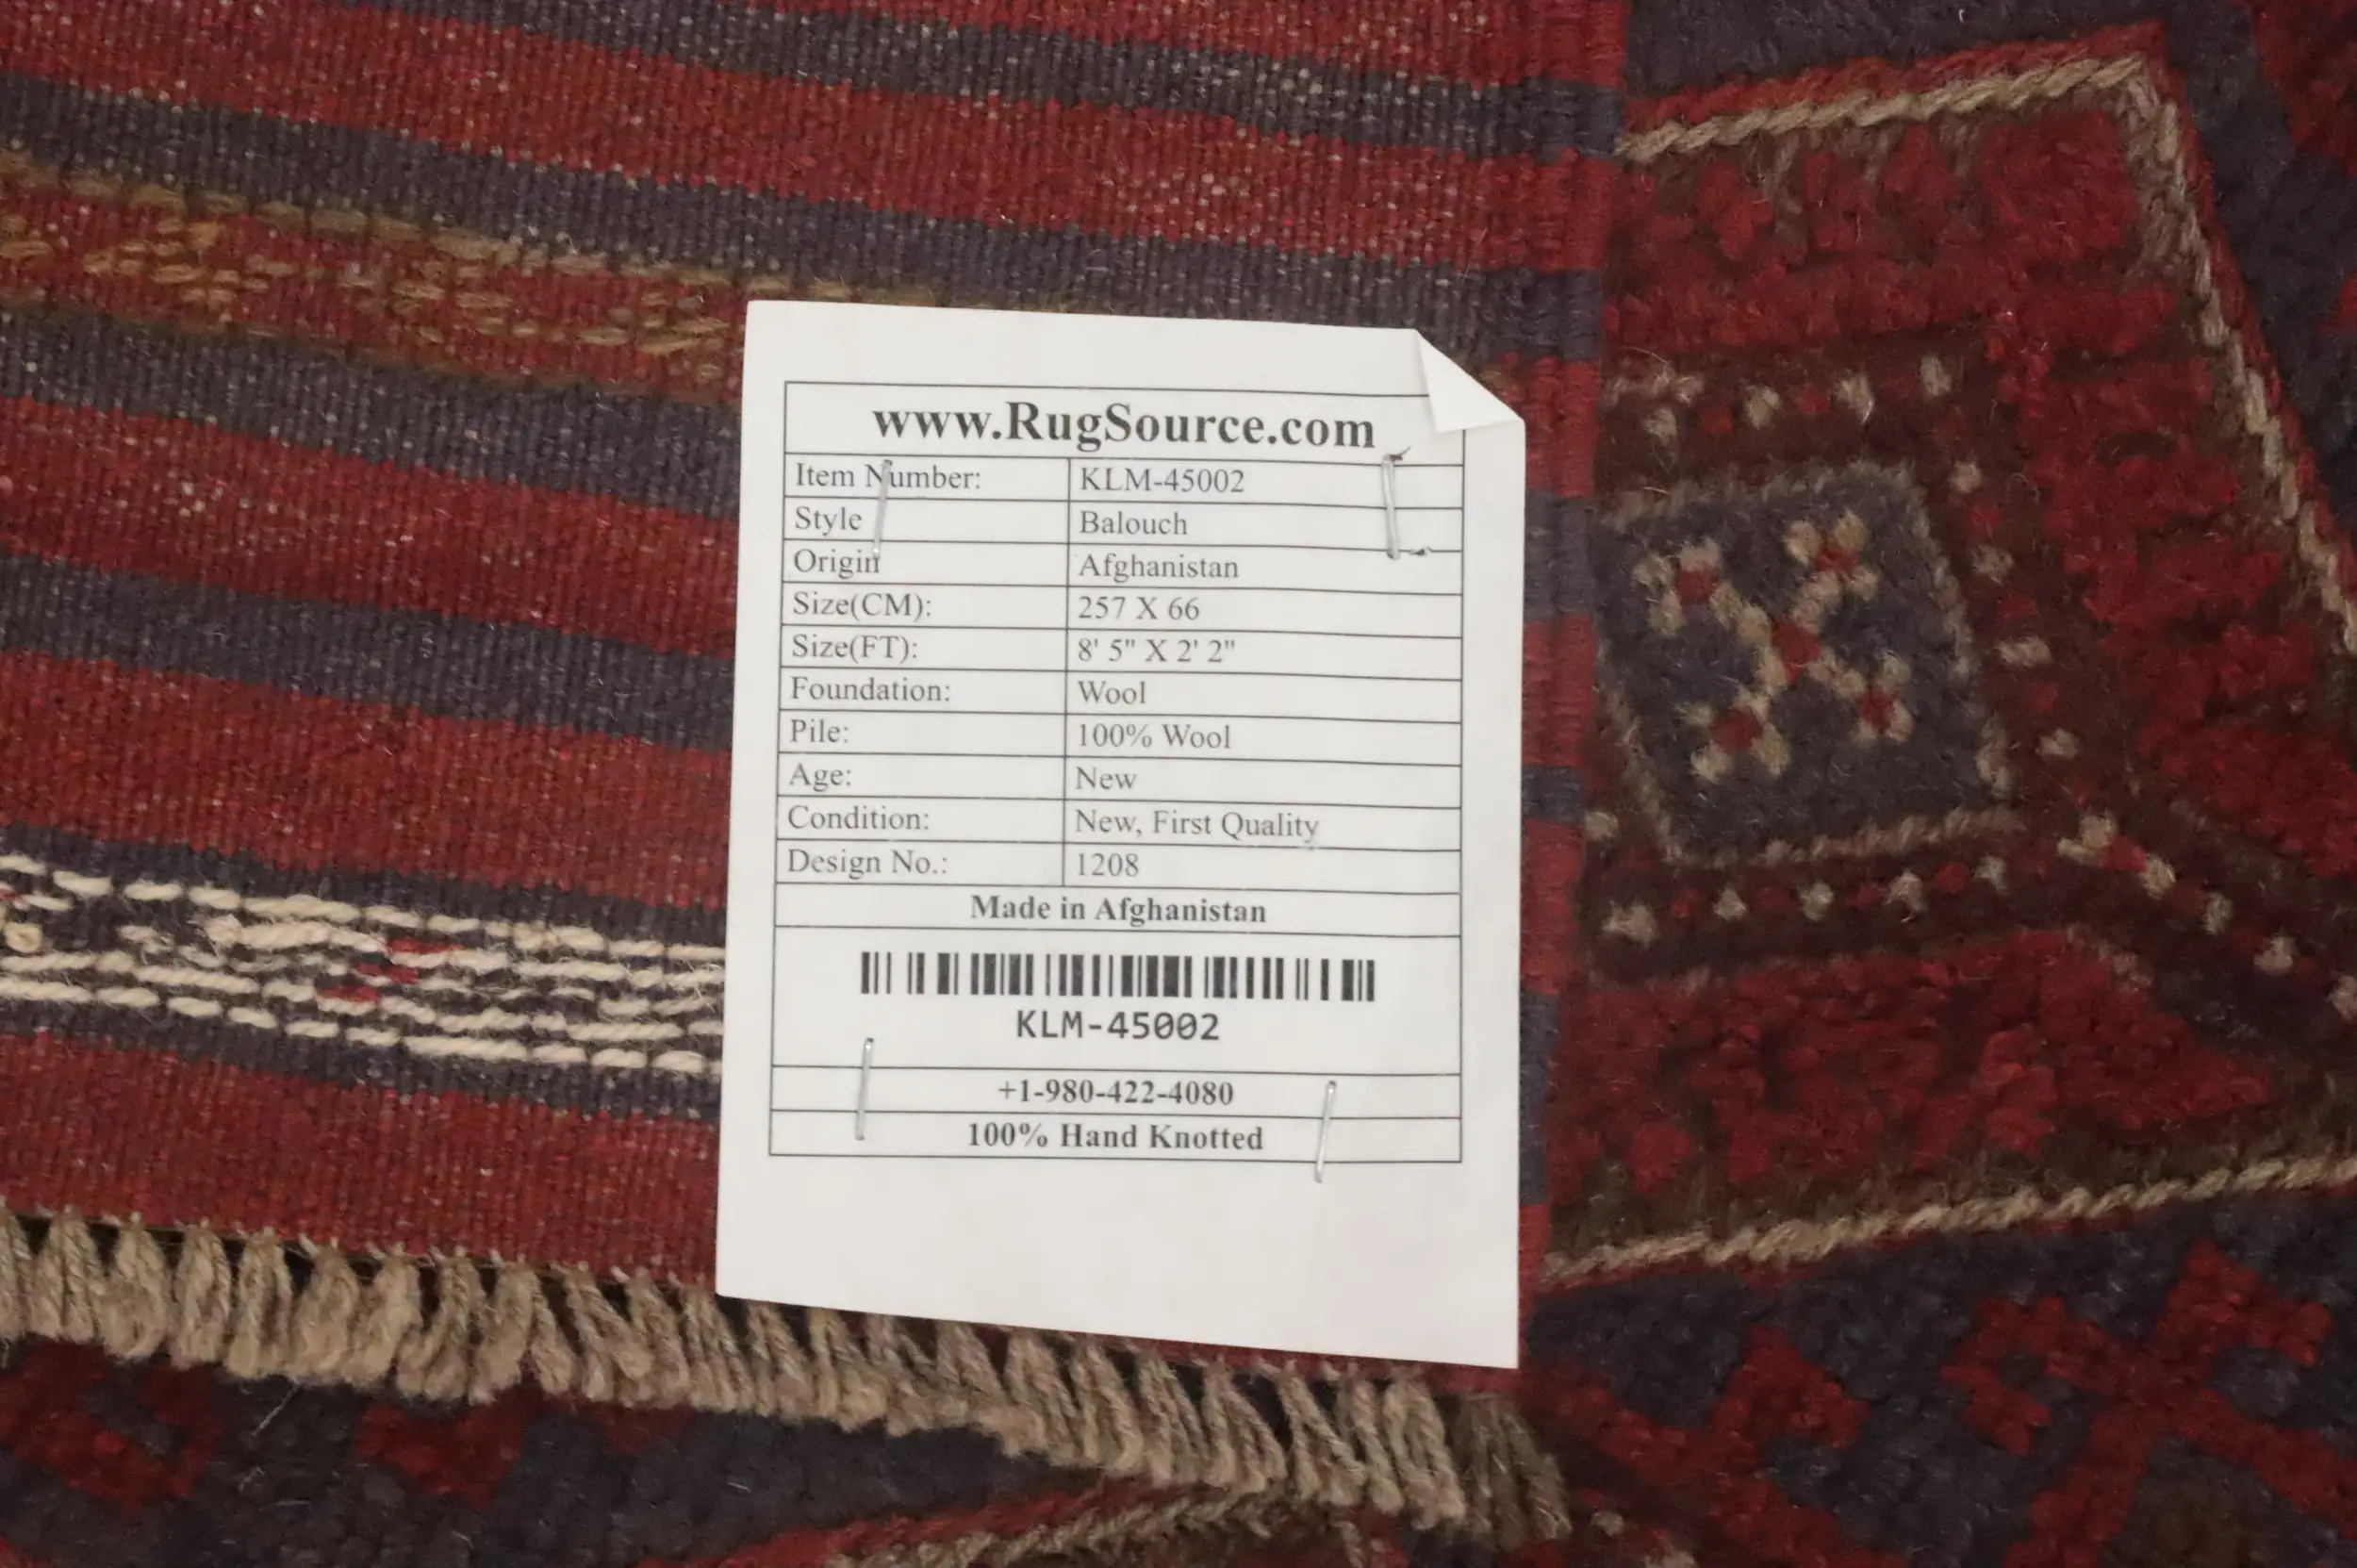 www.RugSource.com
Item Number: KLM-45002
Style Balouch
Origin Afghanistan
Size(CM): 257 X 66
Size(FT): 8' 5" X 2' 2"
Foundation: Wool
Pile: 100% Wool
Age: New
Condition: New, First Quality
Design No.: 1208
Made in Afghanistan
KLM-45002
+1-980-422-4080
100% Hand Knotted